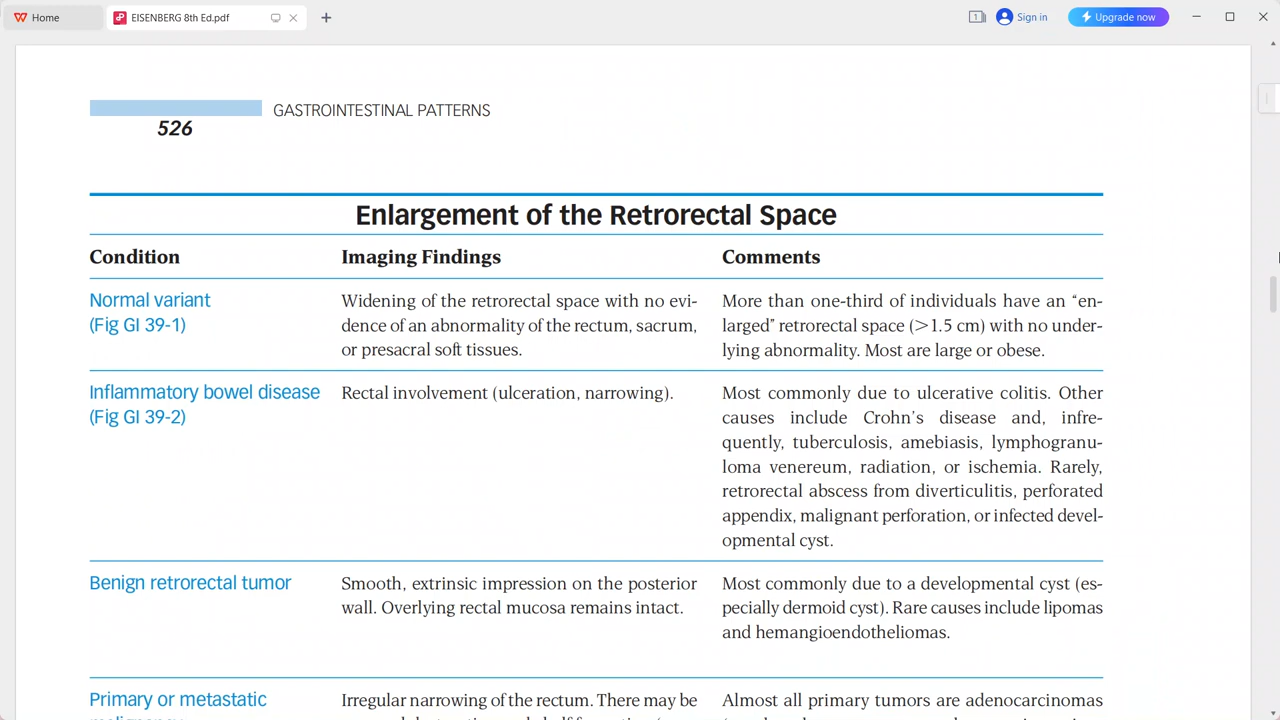 Home
EISENBERG 8th Ed.pdf
1
Sign in
Upgrade now
GASTROINTESTINAL PATTERNS
526
Enlargement of the Retrorectal Space
Condition Imaging Findings Comments
Normal variant
(Fig GI 39-1)
Widening of the retrorectal space with no evi-
dence of an abnormality of the rectum, sacrum,
or presacral soft tissues.
More than one-third of individuals have an “en-
larged” retrorectal space (>1.5 cm) with no under-
lying abnormality. Most are large or obese.
Inflammatory bowel disease
(Fig GI 39-2)
Rectal involvement (ulceration, narrowing).
Most commonly due to ulcerative colitis. Other
causes include Crohn’s disease and, infre-
quently, tuberculosis, amebiasis, lymphogranu-
loma venereum, radiation, or ischemia. Rarely,
retrorectal abscess from diverticulitis, perforated
appendix, malignant perforation, or infected devel-
opmental cyst.
Benign retrorectal tumor
Smooth, extrinsic impression on the posterior
wall. Overlying rectal mucosa remains intact.
Most commonly due to a developmental cyst (es-
pecially dermoid cyst). Rare causes include lipomas
and hemangioendotheliomas.
Primary or metastatic
Irregular narrowing of the rectum. There may be
Almost all primary tumors are adenocarcinomas